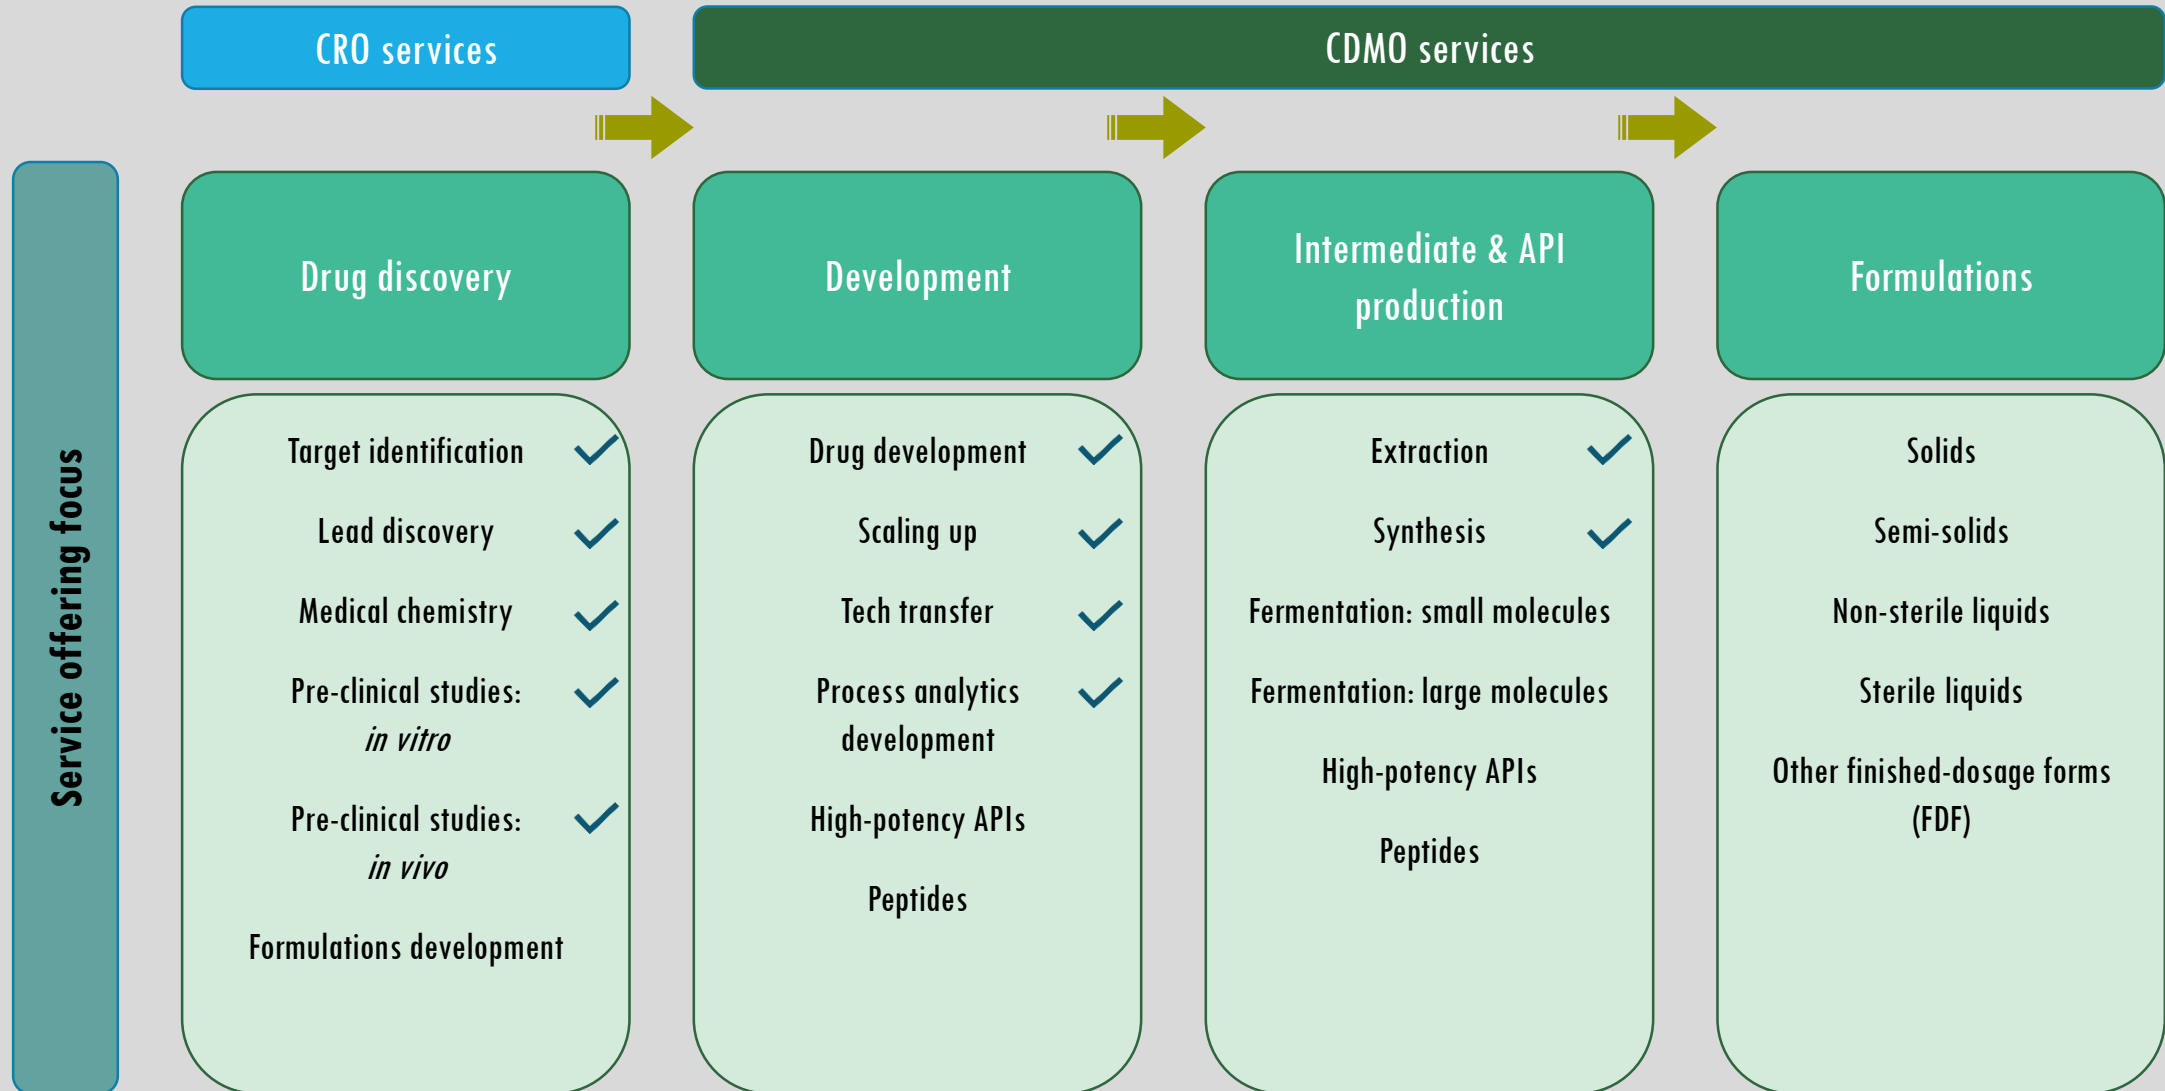 CRO services
CDMO services
Service offering focus
Drug discovery
Target identification
Lead discovery
Medical chemistry
Pre-clinical studies:
in vitro
Pre-clinical studies:
in vivo
Formulations development
Development
Drug development
Scaling up
Tech transfer
Process analytics
development
High-potency APIs
Peptides
Intermediate & API
production
Extraction
Synthesis
Fermentation: small molecules
Fermentation: large molecules
High-potency APIs
Peptides
Formulations
Solids
Semi-solids
Non-sterile liquids
Sterile liquids
Other finished-dosage forms
(FDF)